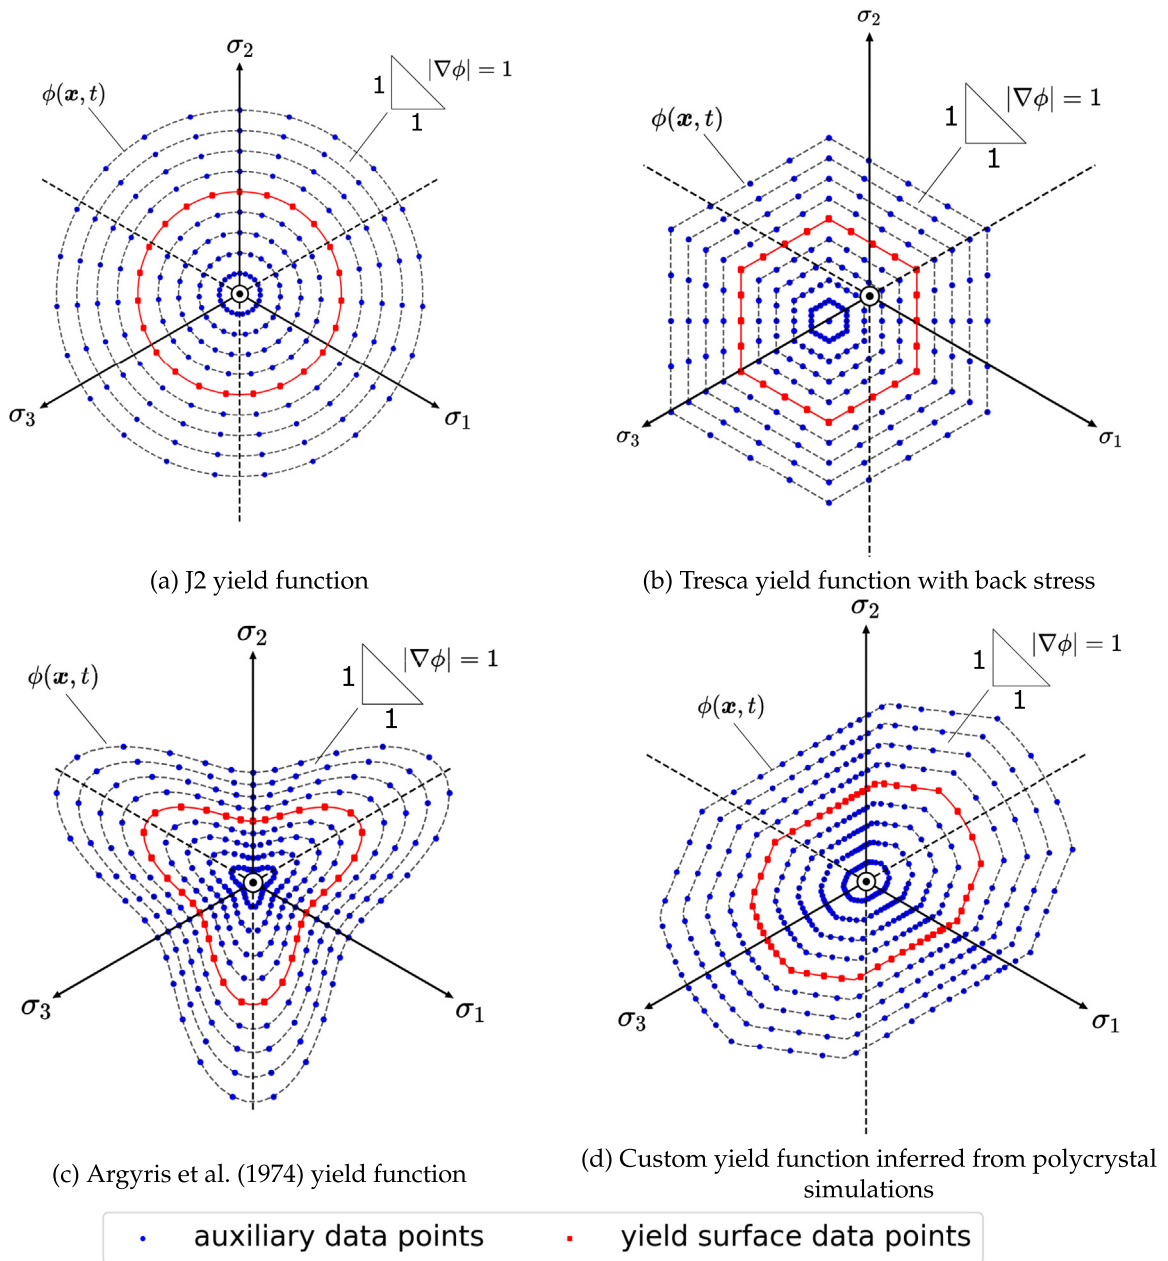 σ₂
ϕ(x, t)
1
|∇ϕ| = 1
1
σ₃
σ₁
(a) J2 yield function
σ₂
ϕ(x, t)
1
|∇ϕ| = 1
1
σ₃
σ₁
(b) Tresca yield function with back stress
σ₂
ϕ(x, t)
1
|∇ϕ| = 1
1
σ₃
σ₁
(c) Argyris et al. (1974) yield function
σ₂
ϕ(x, t)
1
|∇ϕ| = 1
1
σ₃
σ₁
(d) Custom yield function inferred from polycrystal
simulations
auxiliary data points
yield surface data points